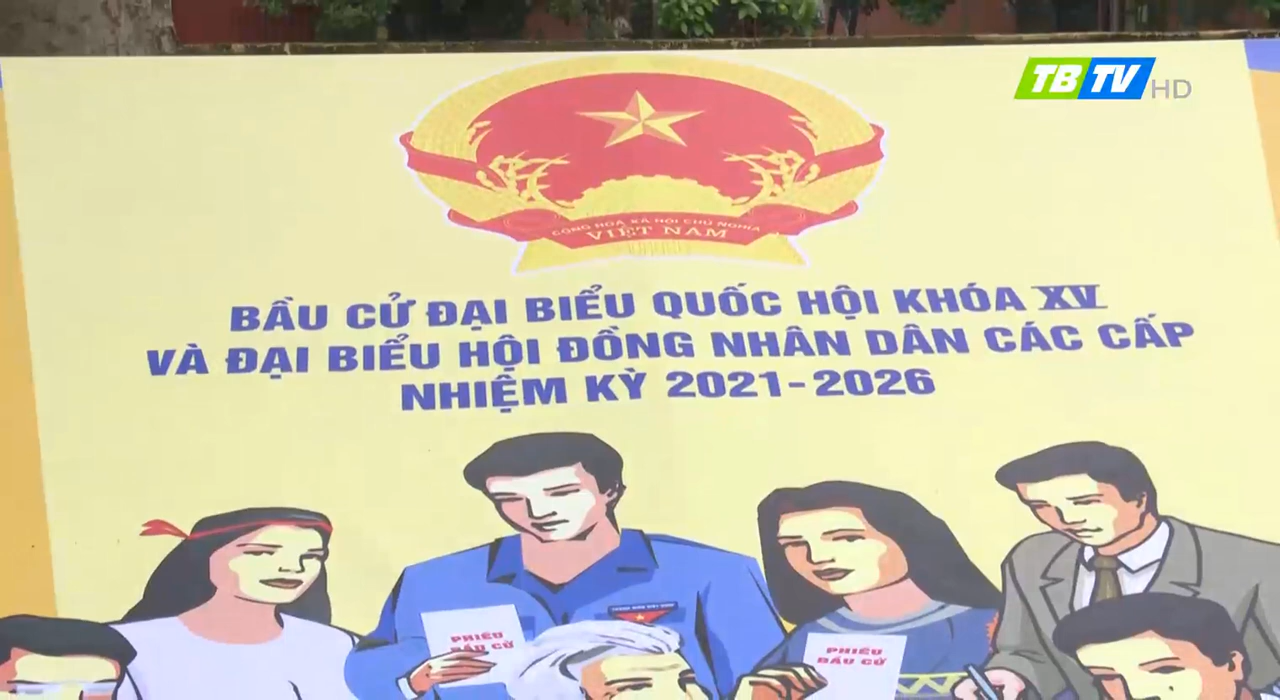 TBTV HD
CỘNG HÒA XÃ HỘI CHỦ NGHĨA
VIỆT NAM
BẦU CỬ ĐẠI BIỂU QUỐC HỘI KHÓA XV
VÀ ĐẠI BIỂU HỘI ĐỒNG NHÂN DÂN CÁC CẤP
NHIỆM KỲ 2021-2026
PHIẾU
BẦU CỬ
PHIẾU
BẦU CỬ